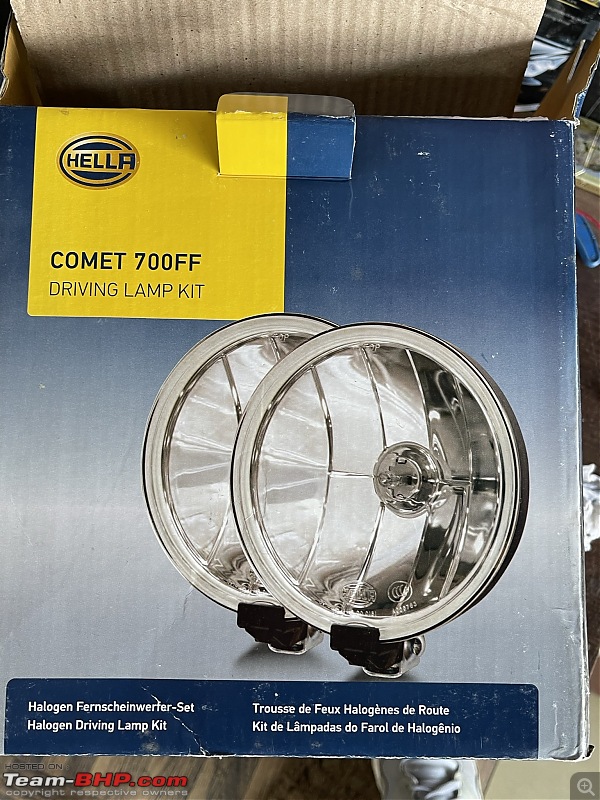 HELLA
COMET 700FF
DRIVING LAMP KIT
HELLA
Halogen Fernscheinwerfer-Set
Halogen Driving Lamp Kit
Trousse de Feux Halogènes de Route
Kit de Lâmpadas do Farol de Halogênio
HOSTED ON
Team-BHP.com
copyright respective owners